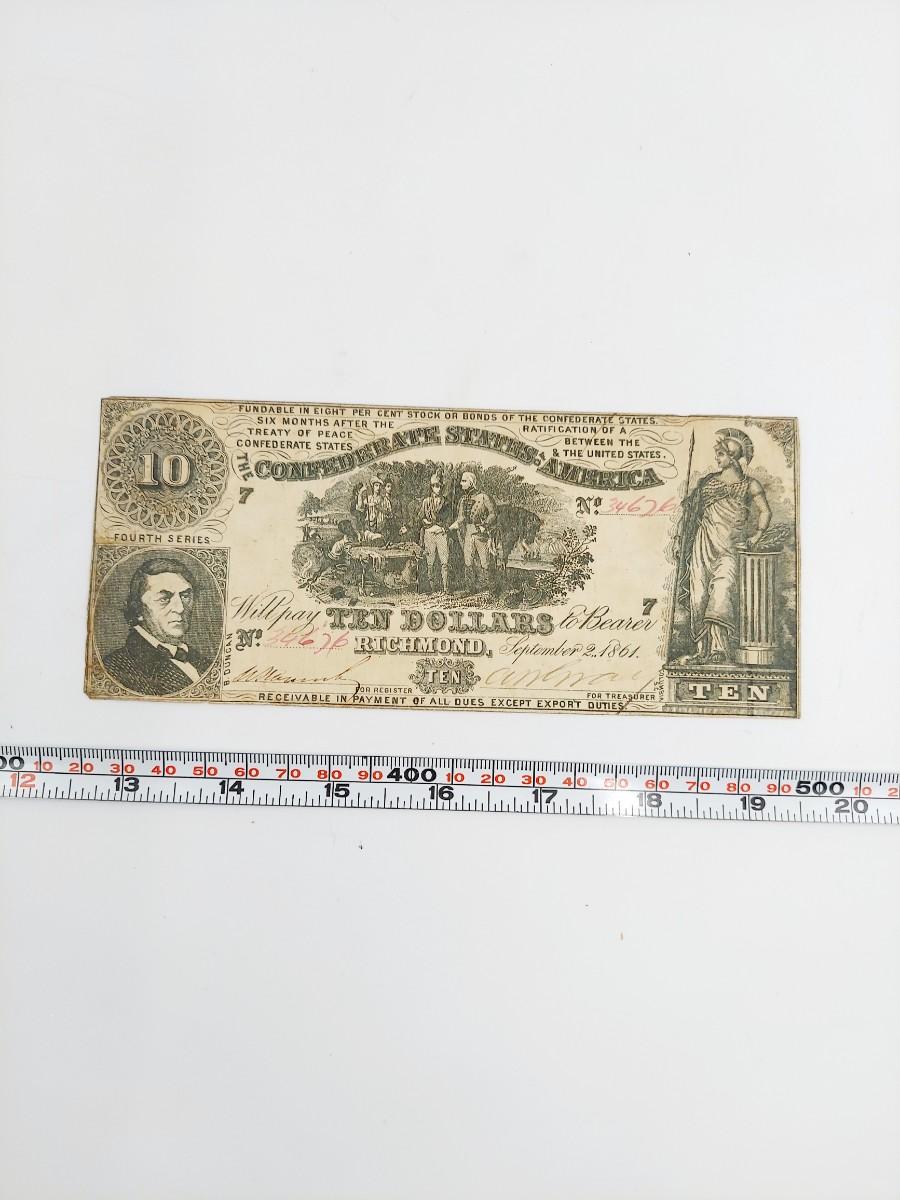 FUNDABLE IN EIGHT PER CENT STOCK OR BONDS OF THE CONFEDERATE STATES.
SIX MONTHS AFTER THE RATIFICATION OF A
TREATY OF PEACE BETWEEN THE
CONFEDERATE STATES & THE UNITED STATES.
THE CONFEDERATE STATES OF AMERICA
10
7
Nº 34626
FOURTH SERIES
Will pay TEN DOLLARS to Bearer
7
Nº 34626 RICHMOND, September 2, 1861.
B DUNCAN
TEN
FOR REGISTER
FOR TREASURER
TEN
RECEIVABLE IN PAYMENT OF ALL DUES EXCEPT EXPORT DUTIES
00 10 20 30 40 50 60 70 80 90 400 10 20 30 40 50 60 70 80 90 500 10 2
12 13 14 15 16 17 18 19 20